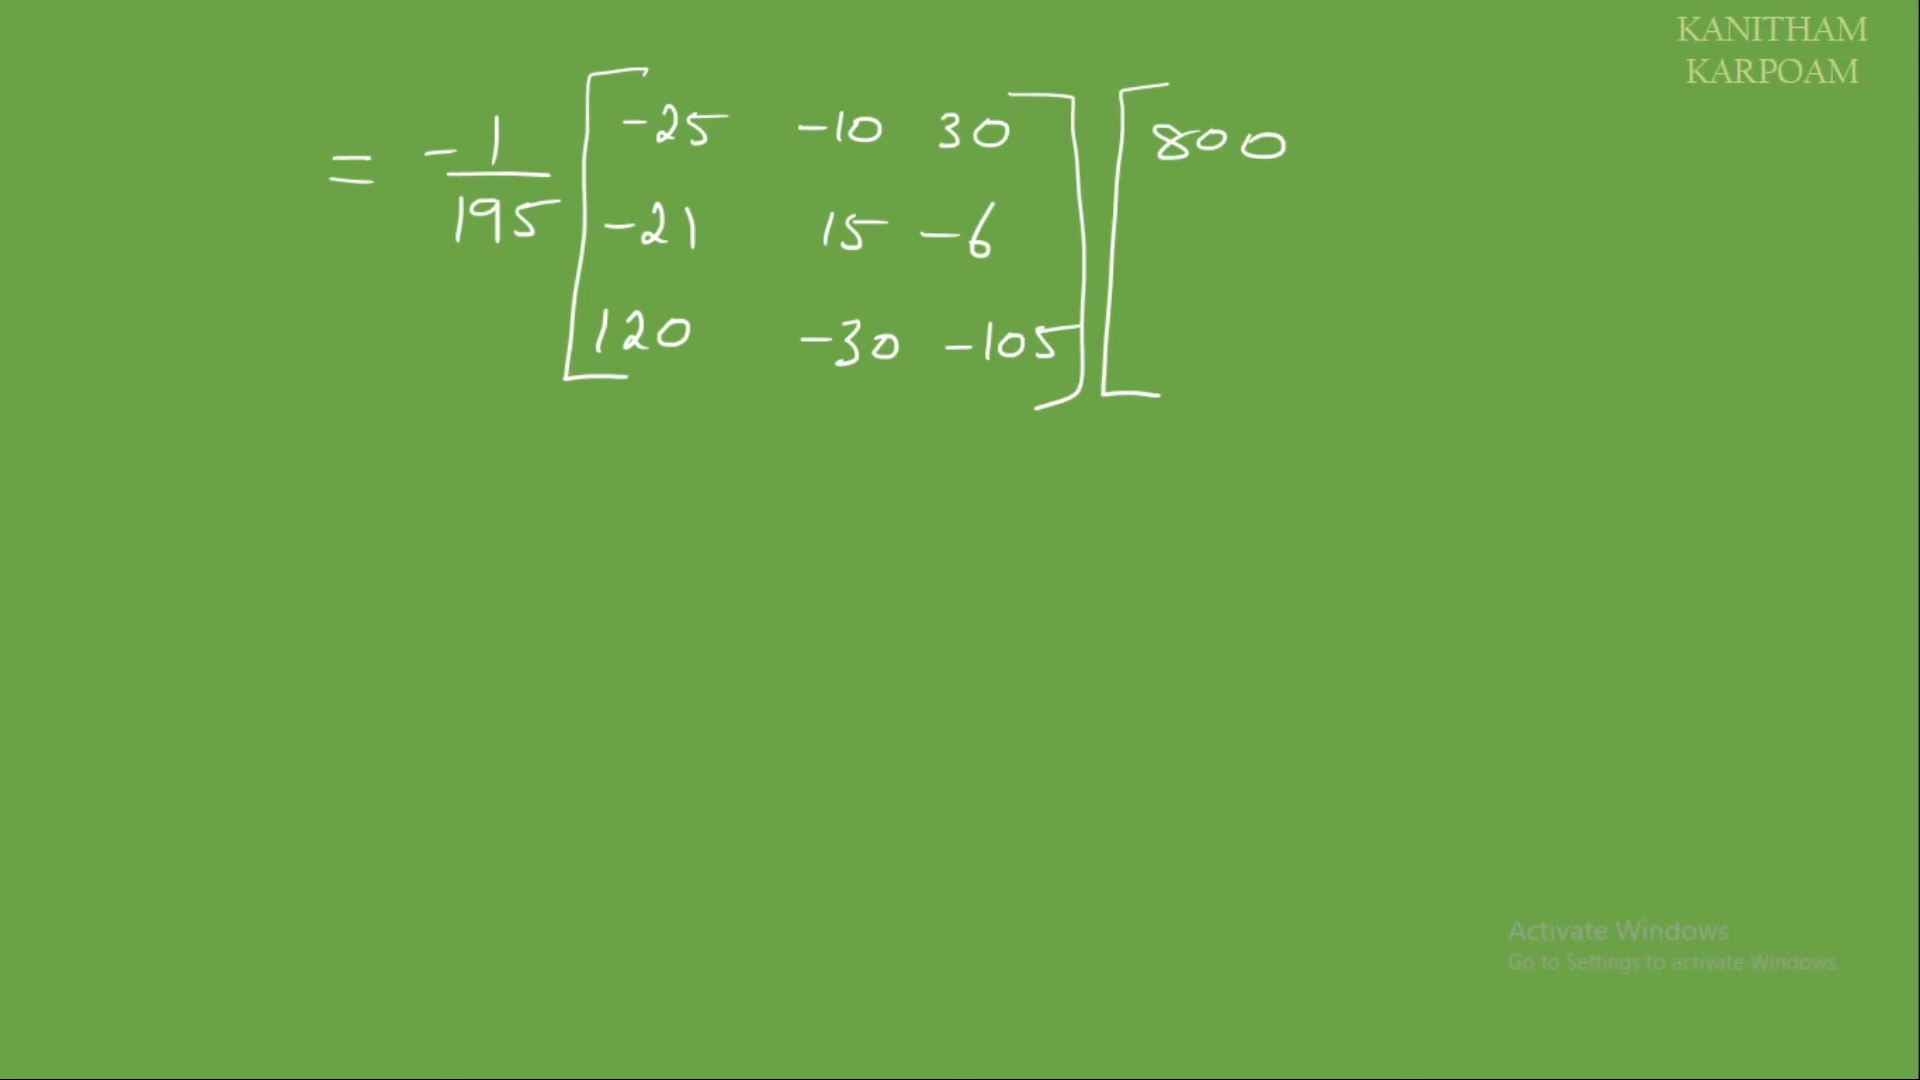 KANITHAM
KARPOAM
= -1/195 [ -25 -10 30 ] [ 800
-21 15 -6
120 -30 -105
Activate Windows
Go to Settings to activate Windows.